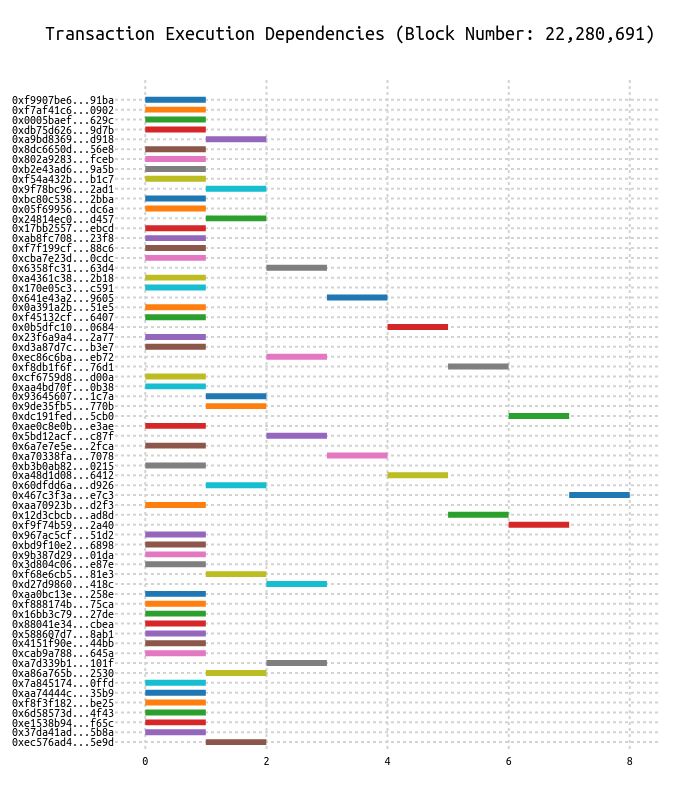 Transaction Execution Dependencies (Block Number: 22,280,691)
0xf9907be6...91ba
0xf7af41c6...0902
0x0005baef...629c
0xdb75d626...9d7b
0xa9bd8369...d918
0x8dc6650d...56e8
0x802a9283...fceb
0xb2e43ad6...9a5b
0xf54a432b...b1c7
0x9f78bc96...2ad1
0xbc80c538...2bba
0x05f69956...dc6a
0x24814ec0...d457
0x17bb2557...ebcd
0xab8fc708...23f8
0xf7f199cf...88c6
0xcba7e23d...0cdc
0x6358fc31...63d4
0xa4361c38...2b18
0x170e05c3...c591
0x641e43a2...9605
0x0a391a2b...51e5
0xf45132cf...6407
0x0b5dfc10...0684
0x23f6a9a4...2a77
0xd3a87d7c...b3e7
0xec86c6ba...eb72
0xf8db1f6f...76d1
0xcf6759d8...d00a
0xaa4bd70f...0b38
0x93645607...1c7a
0x9de35fb5...770b
0xdc191fed...5cb0
0xae0c8e0b...e3ae
0x5bd12acf...c87f
0x6a7e7e5e...2fca
0xa70338fa...7078
0xb3b0ab82...0215
0xa48d1d08...6412
0x60dfdd6a...d926
0x467c3f3a...e7c3
0xaa70923b...d2f3
0x12d3cbcb...ad8d
0xf9f74b59...2a40
0x967ac5cf...51d2
0xbd9f10e2...6898
0x9b387d29...01da
0x3d804c06...e87e
0xf68e6cb5...81e3
0xd27d9860...418c
0xaa0bc13e...258e
0xf888174b...75ca
0x16bb3c79...27de
0x88041e34...cbea
0x588607d7...8ab1
0x4151f90e...44bb
0xcab9a788...645a
0xa7d339b1...101f
0xa86a765b...2530
0x7a845174...0ffd
0xaa74444c...35b9
0xf8f3f182...be25
0x6d58573d...4f43
0xe1538b94...f65c
0x37da41ad...5b8a
0xec576ad4...5e9d
0 2 4 6 8